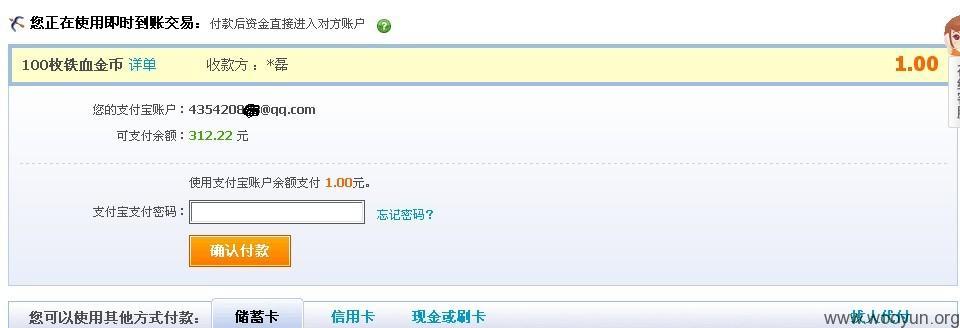 您正在使用即时到账交易： 付款后资金直接进入对方账户
100枚铁血金币 详单 收款方：*磊 1.00
您的支付宝账户：4354208 @qq.com
可支付余额：312.22 元
使用支付宝账户余额支付 1.00元。
支付宝支付密码： 忘记密码？
确认付款
您可以使用其他方式付款： 储蓄卡 信用卡 现金或刷卡
www.wooyun.org